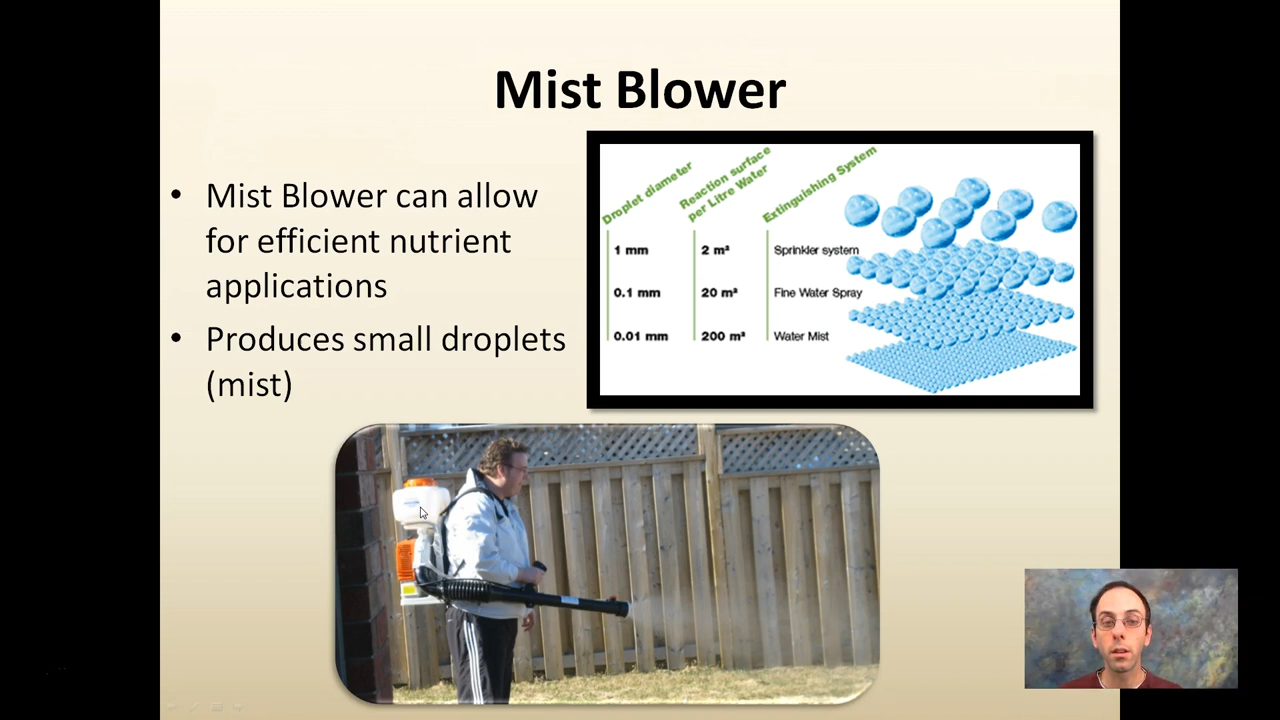 Mist Blower
• Mist Blower can allow
for efficient nutrient
applications
• Produces small droplets
(mist)
Droplet diameter
Reaction surface
per Litre Water
Extinguishing System
1 mm 2 m² Sprinkler system
0.1 mm 20 m² Fine Water Spray
0.01 mm 200 m² Water Mist